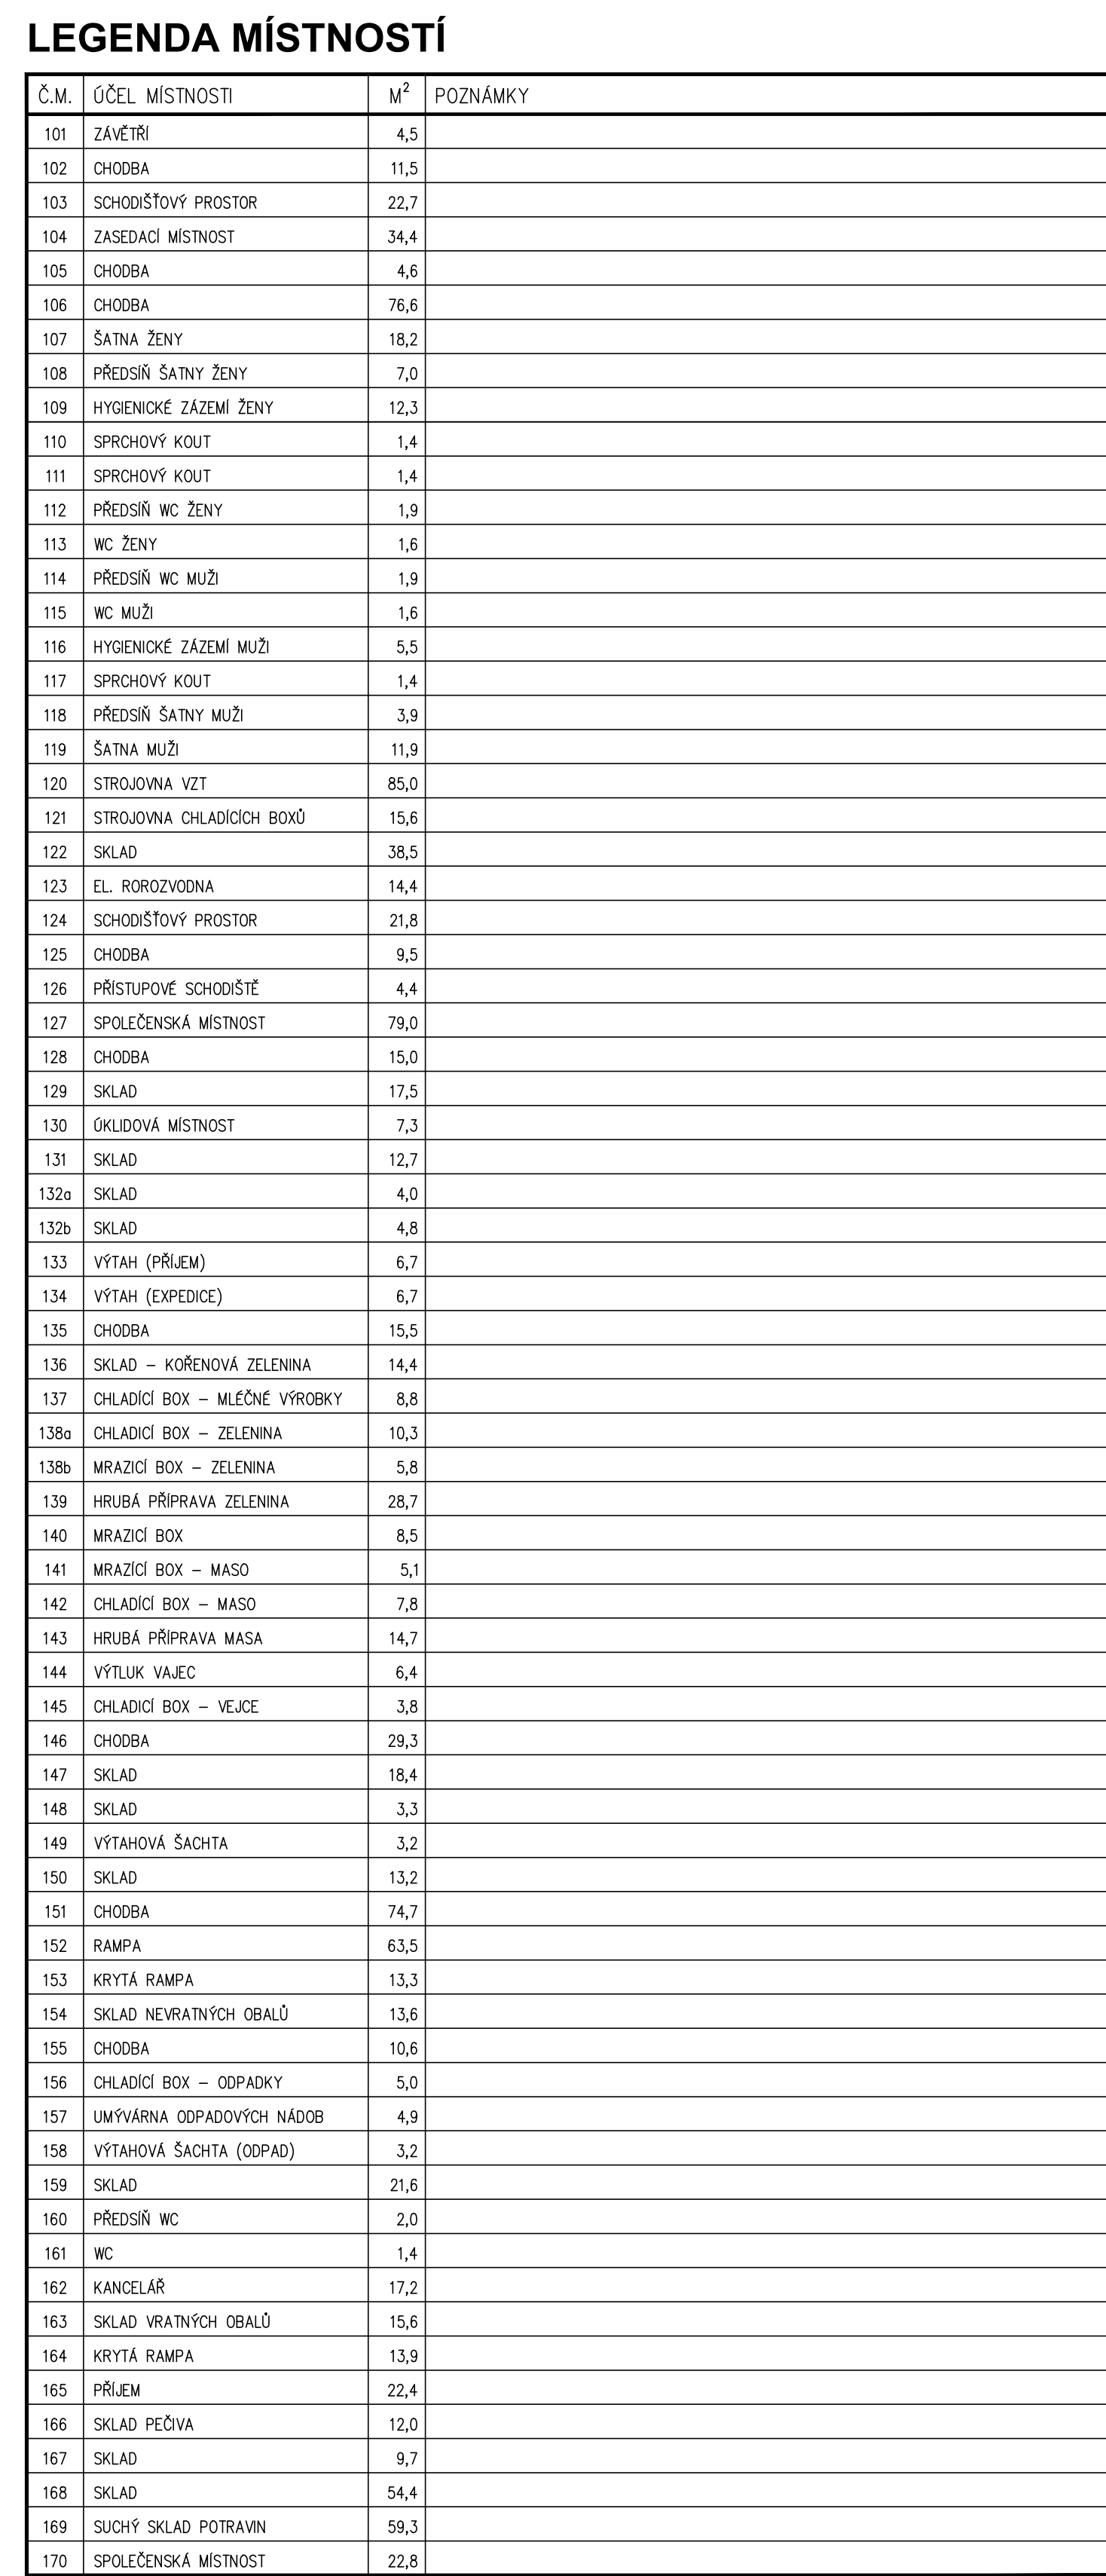 LEGENDA MÍSTNOSTÍ
Č.M. ÚČEL MÍSTNOSTI M² POZNÁMKY
101 ZÁVĚTŘÍ 4,5
102 CHODBA 11,5
103 SCHODIŠŤOVÝ PROSTOR 22,7
104 ZASEDACÍ MÍSTNOST 34,4
105 CHODBA 4,6
106 CHODBA 76,6
107 ŠATNA ŽENY 18,2
108 PŘEDSÍŇ ŠATNY ŽENY 7,0
109 HYGIENICKÉ ZÁZEMÍ ŽENY 12,3
110 SPRCHOVÝ KOUT 1,4
111 SPRCHOVÝ KOUT 1,4
112 PŘEDSÍŇ WC ŽENY 1,9
113 WC ŽENY 1,6
114 PŘEDSÍŇ WC MUŽI 1,9
115 WC MUŽI 1,6
116 HYGIENICKÉ ZÁZEMÍ MUŽI 5,5
117 SPRCHOVÝ KOUT 1,4
118 PŘEDSÍŇ ŠATNY MUŽI 3,9
119 ŠATNA MUŽI 11,9
120 STROJOVNA VZT 85,0
121 STROJOVNA CHLADÍCÍCH BOXŮ 15,6
122 SKLAD 38,5
123 EL. ROROZVODNA 14,4
124 SCHODIŠŤOVÝ PROSTOR 21,8
125 CHODBA 9,5
126 PŘÍSTUPOVÉ SCHODIŠTĚ 4,4
127 SPOLEČENSKÁ MÍSTNOST 79,0
128 CHODBA 15,0
129 SKLAD 17,5
130 ÚKLIDOVÁ MÍSTNOST 7,3
131 SKLAD 12,7
132a SKLAD 4,0
132b SKLAD 4,8
133 VÝTAH (PŘÍJEM) 6,7
134 VÝTAH (EXPEDICE) 6,7
135 CHODBA 15,5
136 SKLAD – KOŘENOVÁ ZELENINA 14,4
137 CHLADÍCÍ BOX – MLÉČNÉ VÝROBKY 8,8
138a CHLADICÍ BOX – ZELENINA 10,3
138b MRAZICÍ BOX – ZELENINA 5,8
139 HRUBÁ PŘÍPRAVA ZELENINA 28,7
140 MRAZICÍ BOX 8,5
141 MRAZÍCÍ BOX – MASO 5,1
142 CHLADÍCÍ BOX – MASO 7,8
143 HRUBÁ PŘÍPRAVA MASA 14,7
144 VÝTLUK VAJEC 6,4
145 CHLADICÍ BOX – VEJCE 3,8
146 CHODBA 29,3
147 SKLAD 18,4
148 SKLAD 3,3
149 VÝTAHOVÁ ŠACHTA 3,2
150 SKLAD 13,2
151 CHODBA 74,7
152 RAMPA 63,5
153 KRYTÁ RAMPA 13,3
154 SKLAD NEVRATNÝCH OBALŮ 13,6
155 CHODBA 10,6
156 CHLADÍCÍ BOX – ODPADKY 5,0
157 UMÝVÁRNA ODPADOVÝCH NÁDOB 4,9
158 VÝTAHOVÁ ŠACHTA (ODPAD) 3,2
159 SKLAD 21,6
160 PŘEDSÍŇ WC 2,0
161 WC 1,4
162 KANCELÁŘ 17,2
163 SKLAD VRATNÝCH OBALŮ 15,6
164 KRYTÁ RAMPA 13,9
165 PŘÍJEM 22,4
166 SKLAD PEČIVA 12,0
167 SKLAD 9,7
168 SKLAD 54,4
169 SUCHÝ SKLAD POTRAVIN 59,3
170 SPOLEČENSKÁ MÍSTNOST 22,8